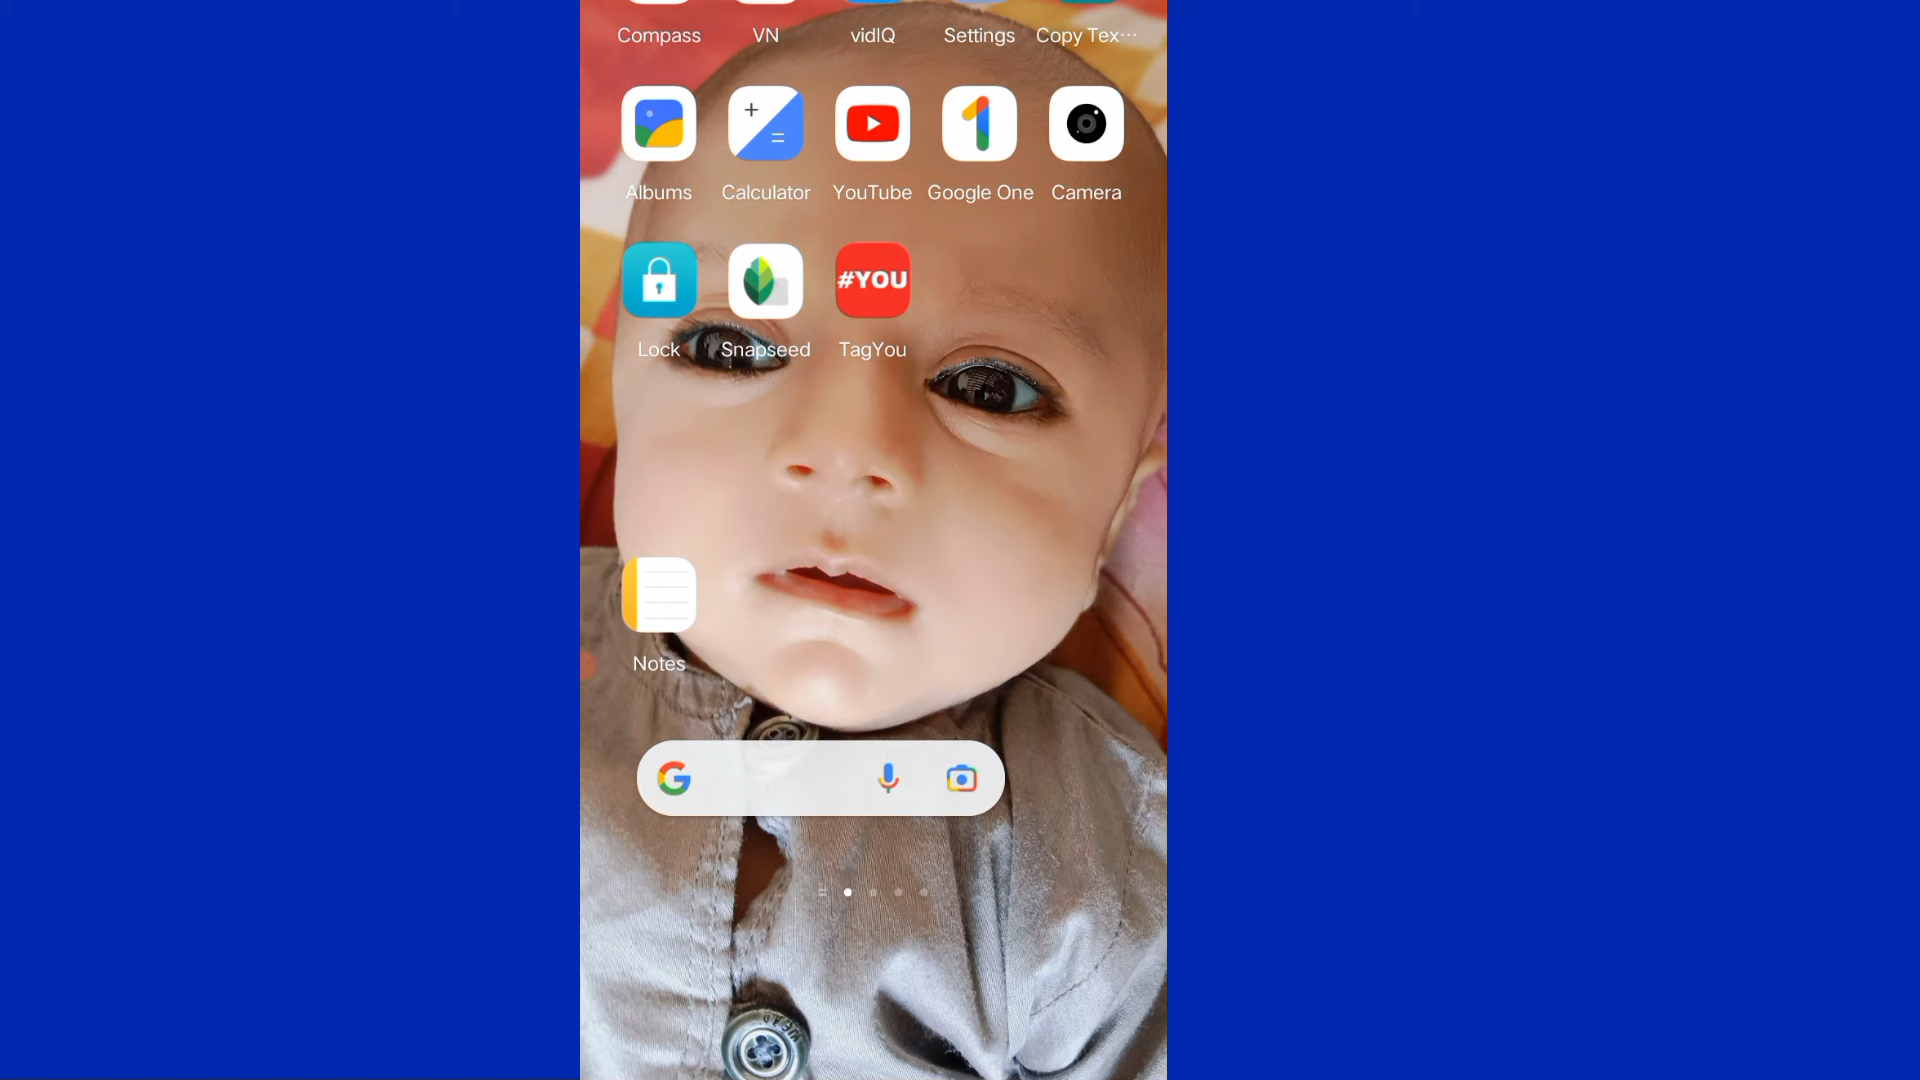 Compass VN vidIQ Settings Copy Tex···
Albums Calculator YouTube Google One Camera
#YOU
Lock Snapseed TagYou
Notes